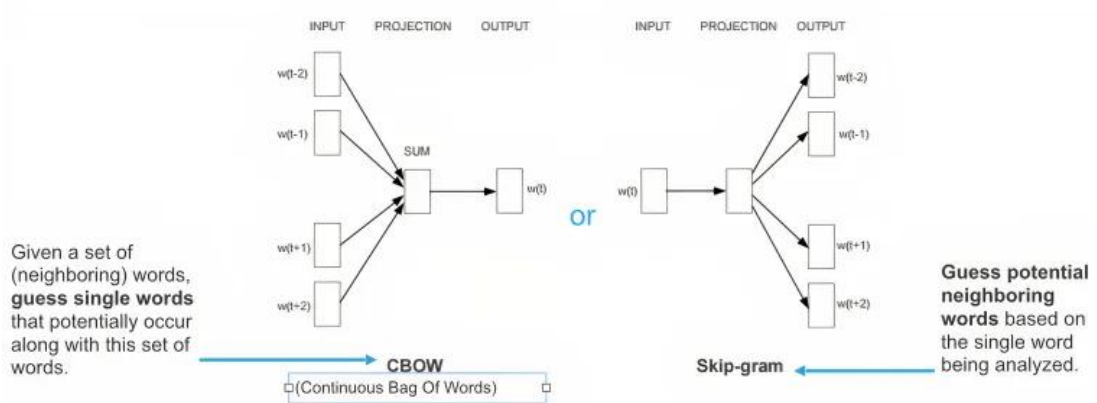 INPUT PROJECTION OUTPUT
w(t-2)
w(t-1)
SUM
w(t)
w(t+1)
w(t+2)
Given a set of
(neighboring) words,
guess single words
that potentially occur
along with this set of
words.
CBOW
(Continuous Bag Of Words)
or
INPUT PROJECTION OUTPUT
w(t-2)
w(t-1)
w(t)
w(t+1)
w(t+2)
Skip-gram
Guess potential
neighboring
words based on
the single word
being analyzed.